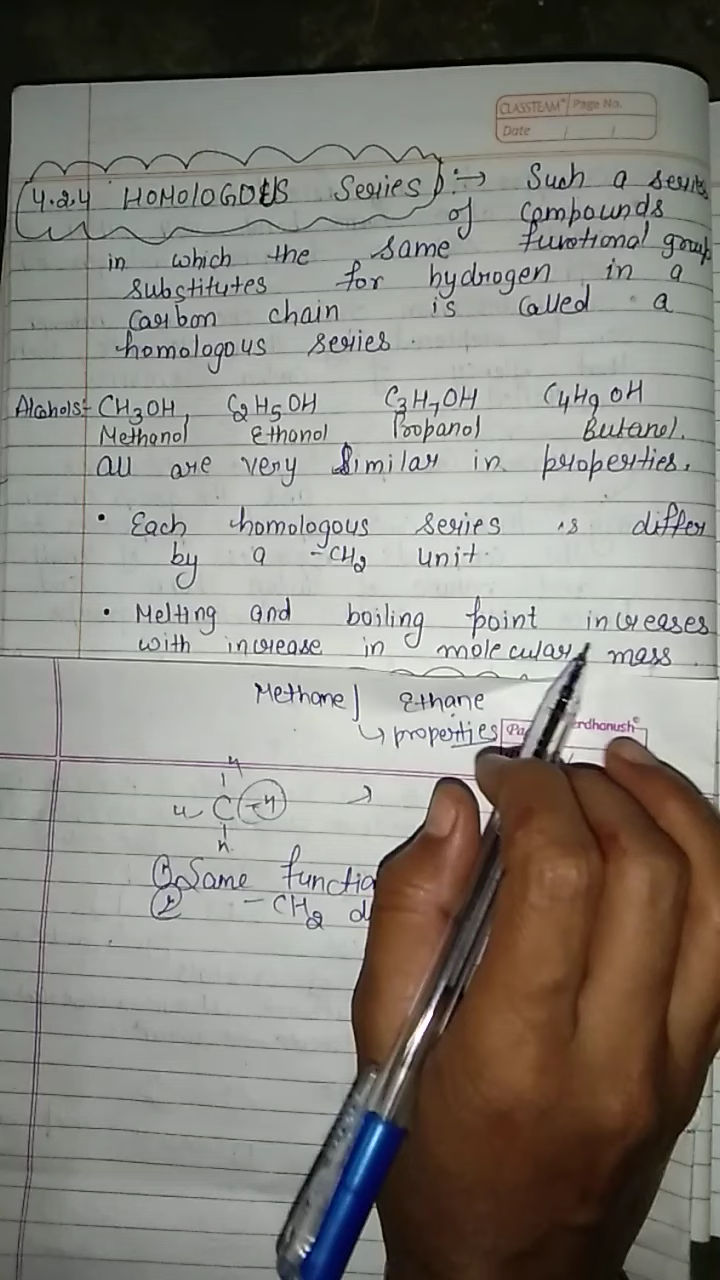 CLASSTEAM Page No.
Date / /
4.2.4 HOMOLOGOUS Series :→ Such a series
of compounds
in which the same functional group
substitutes for hydrogen in a
carbon chain is called a
homologous series.
Alcohols:- CH3OH, C2H5OH C3H7OH C4H9OH
Methanol Ethanol Propanol Butanol.
all are very similar in properties.
• Each homologous series is differ
by a -CH2 unit.
• Melting and boiling point increases
with increase in molecular mass.
Methane Ethane
↳ properties Pa rdhanush
H
H C -H →
H
① Same functio
② -CH2 d